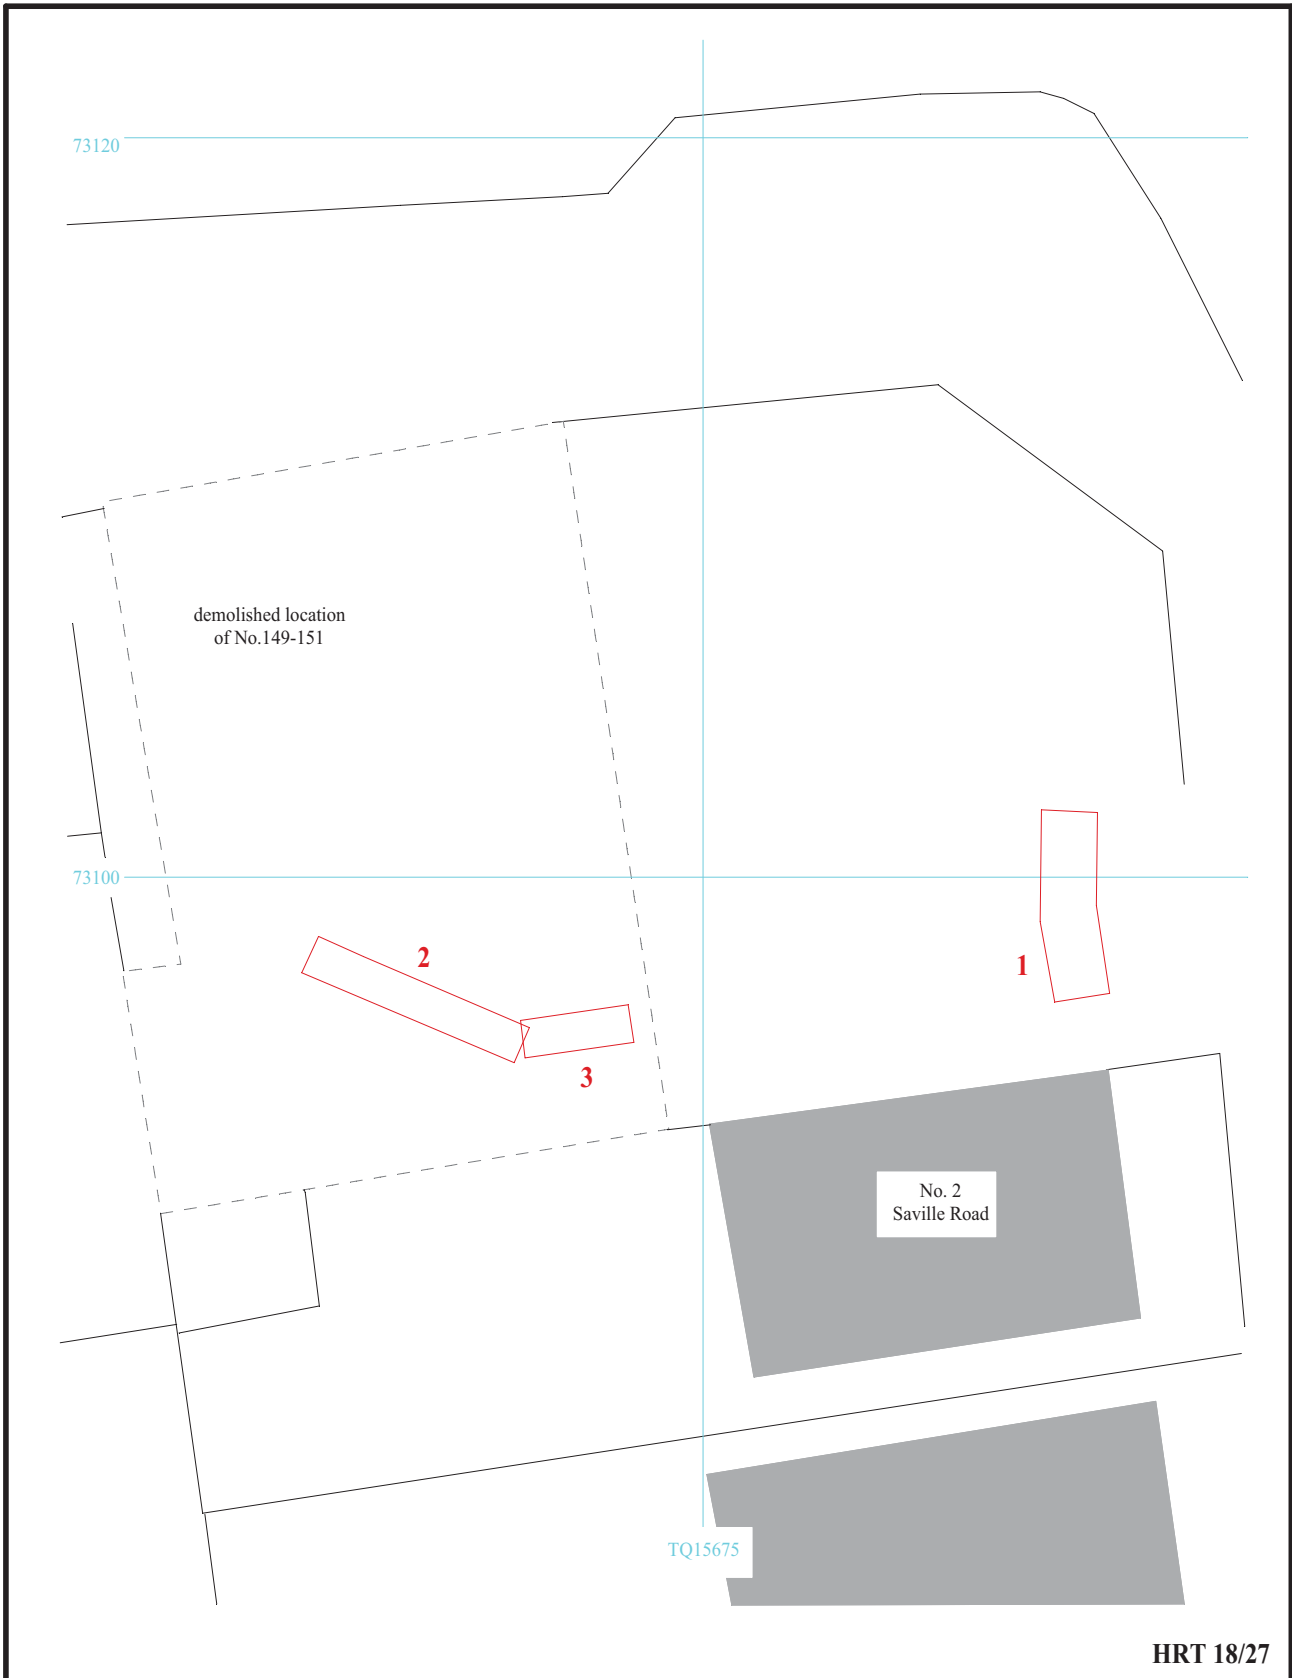 73120
demolished location
of No.149-151
73100
2
1
3
No. 2
Saville Road
TQ15675
HRT 18/27